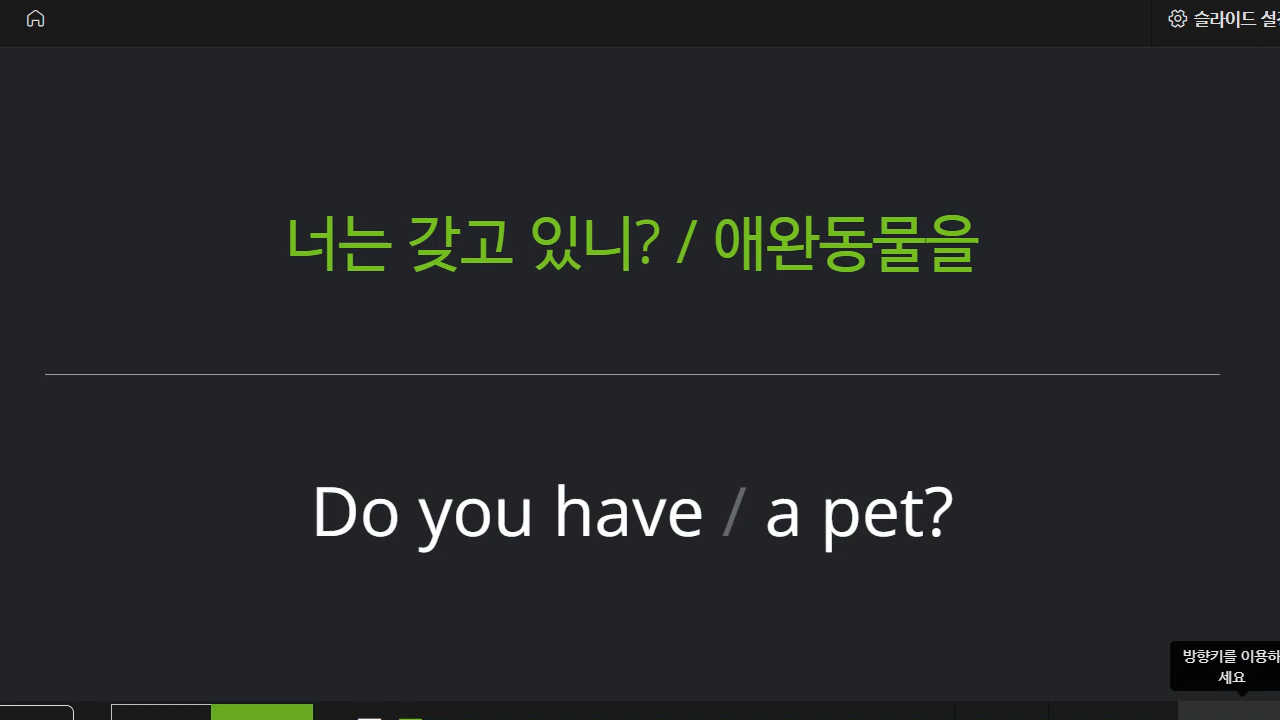 슬라이드
너는 갖고 있니? / 애완동물을
Do you have / a pet?
방향키를 이용하
세요